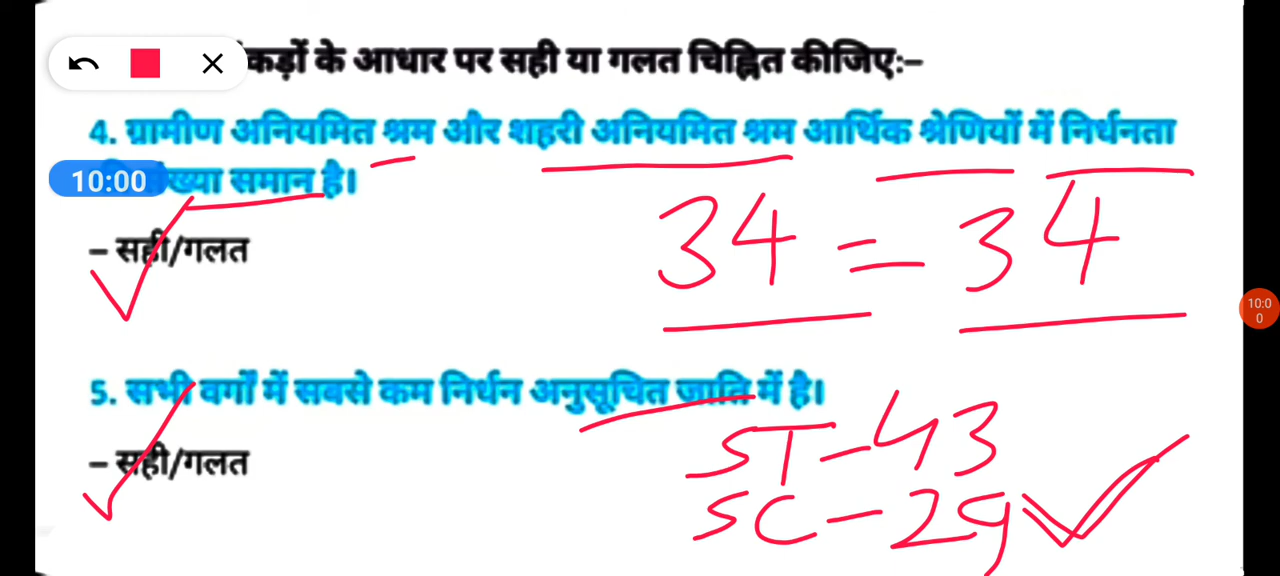 कड़ों के आधार पर सही या गलत चिह्नित कीजिए:–
4. ग्रामीण अनियमित श्रम और शहरी अनियमित श्रम आर्थिक श्रेणियों में निर्धनता
10:00 ख्या समान है।
34 = 34
– सही/गलत
10:00
5. सभी वर्गों में सबसे कम निर्धन अनुसूचित जाति में है।
ST – 43
– सही/गलत
SC – 29